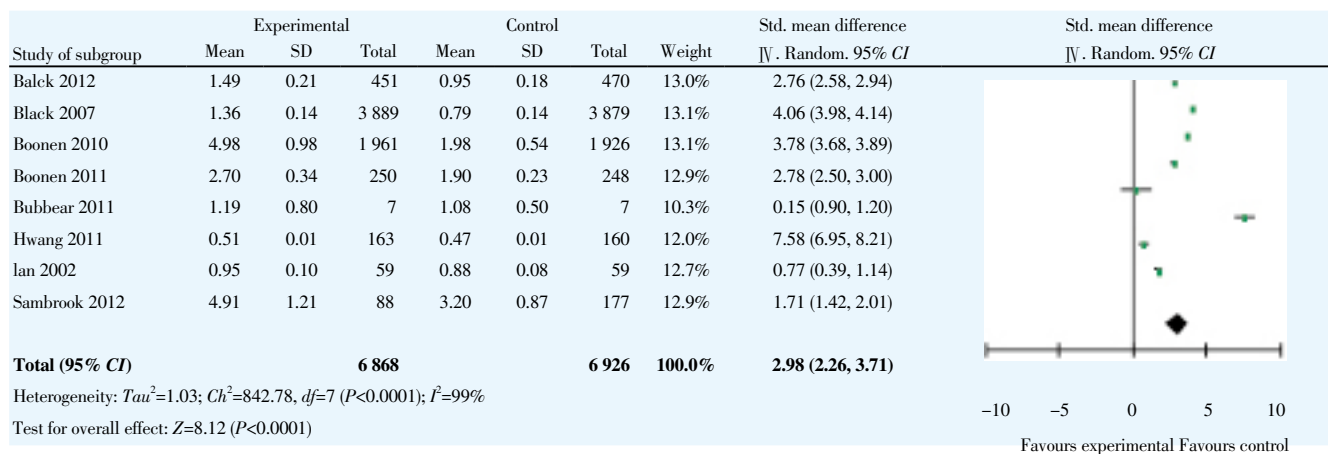 Experimental Control Std. mean difference Std. mean difference
Study of subgroup Mean SD Total Mean SD Total Weight Ⅳ. Random. 95% CI Ⅳ. Random. 95% CI
Balck 2012 1.49 0.21 451 0.95 0.18 470 13.0% 2.76 (2.58, 2.94)
Black 2007 1.36 0.14 3 889 0.79 0.14 3 879 13.1% 4.06 (3.98, 4.14)
Boonen 2010 4.98 0.98 1 961 1.98 0.54 1 926 13.1% 3.78 (3.68, 3.89)
Boonen 2011 2.70 0.34 250 1.90 0.23 248 12.9% 2.78 (2.50, 3.00)
Bubbear 2011 1.19 0.80 7 1.08 0.50 7 10.3% 0.15 (0.90, 1.20)
Hwang 2011 0.51 0.01 163 0.47 0.01 160 12.0% 7.58 (6.95, 8.21)
lan 2002 0.95 0.10 59 0.88 0.08 59 12.7% 0.77 (0.39, 1.14)
Sambrook 2012 4.91 1.21 88 3.20 0.87 177 12.9% 1.71 (1.42, 2.01)
Total (95% CI) 6 868 6 926 100.0% 2.98 (2.26, 3.71)
Heterogeneity: Tau²=1.03; Ch²=842.78, df=7 (P<0.0001); I²=99%
Test for overall effect: Z=8.12 (P<0.0001)
−10 −5 0 5 10
Favours experimental Favours control